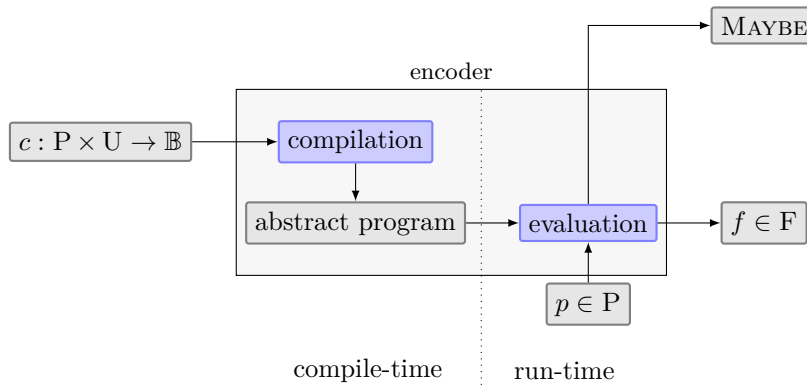 MAYBE
encoder
c : P × U → 𝔹
compilation
abstract program
evaluation
f ∈ F
p ∈ P
compile-time
run-time